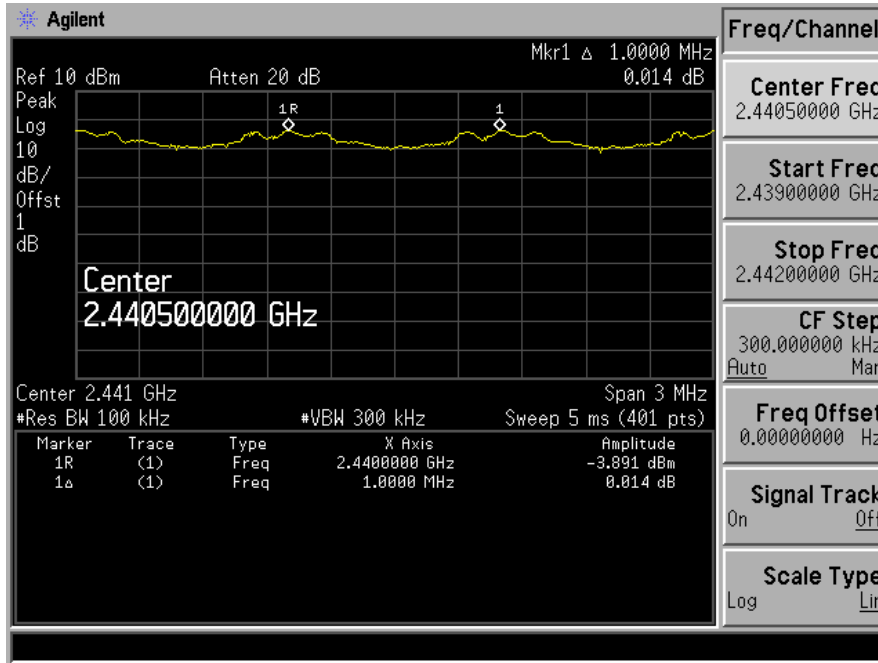 Agilent
Mkr1 Δ 1.0000 MHz
Ref 10 dBm Atten 20 dB 0.014 dB
Peak
Log
10
dB/
Offst
1
dB
1R
1
Center
2.440500000 GHz
Center 2.441 GHz Span 3 MHz
#Res BW 100 kHz #VBW 300 kHz Sweep 5 ms (401 pts)
Marker Trace Type X Axis Amplitude
1R (1) Freq 2.4400000 GHz -3.891 dBm
1Δ (1) Freq 1.0000 MHz 0.014 dB
Freq/Channel
Center Freq
2.44050000 GHz
Start Freq
2.43900000 GHz
Stop Freq
2.44200000 GHz
CF Step
300.000000 kHz
Auto Man
Freq Offset
0.00000000 Hz
Signal Track
On Off
Scale Type
Log Lin